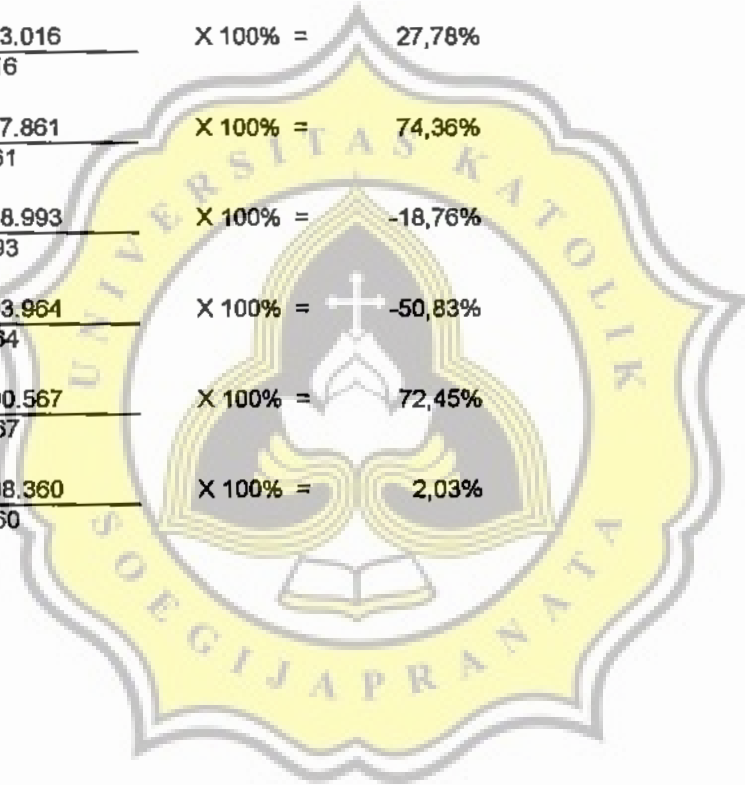 3.016 X 100% = 27,78%
6
7.861 X 100% = 74,36%
61
8.993 X 100% = -18,76%
93
3.964 X 100% = -50,83%
64
0.567 X 100% = 72,45%
67
8.360 X 100% = 2,03%
60
UNIVERSITAS KATOLIK
SOEGIJAPRANATA